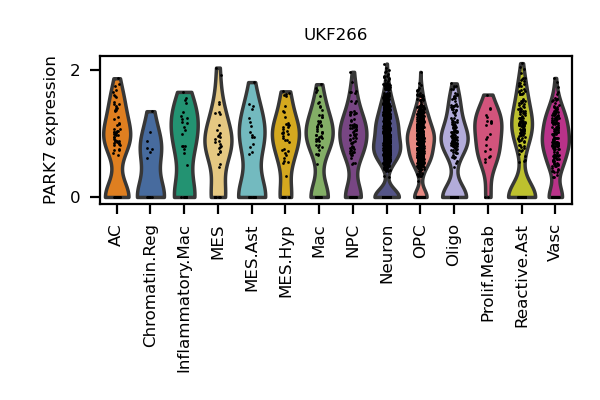 UKF266
PARK7 expression
2
0
AC
Chromatin.Reg
Inflammatory.Mac
MES
MES.Ast
MES.Hyp
Mac
NPC
Neuron
OPC
Oligo
Prolif.Metab
Reactive.Ast
Vasc